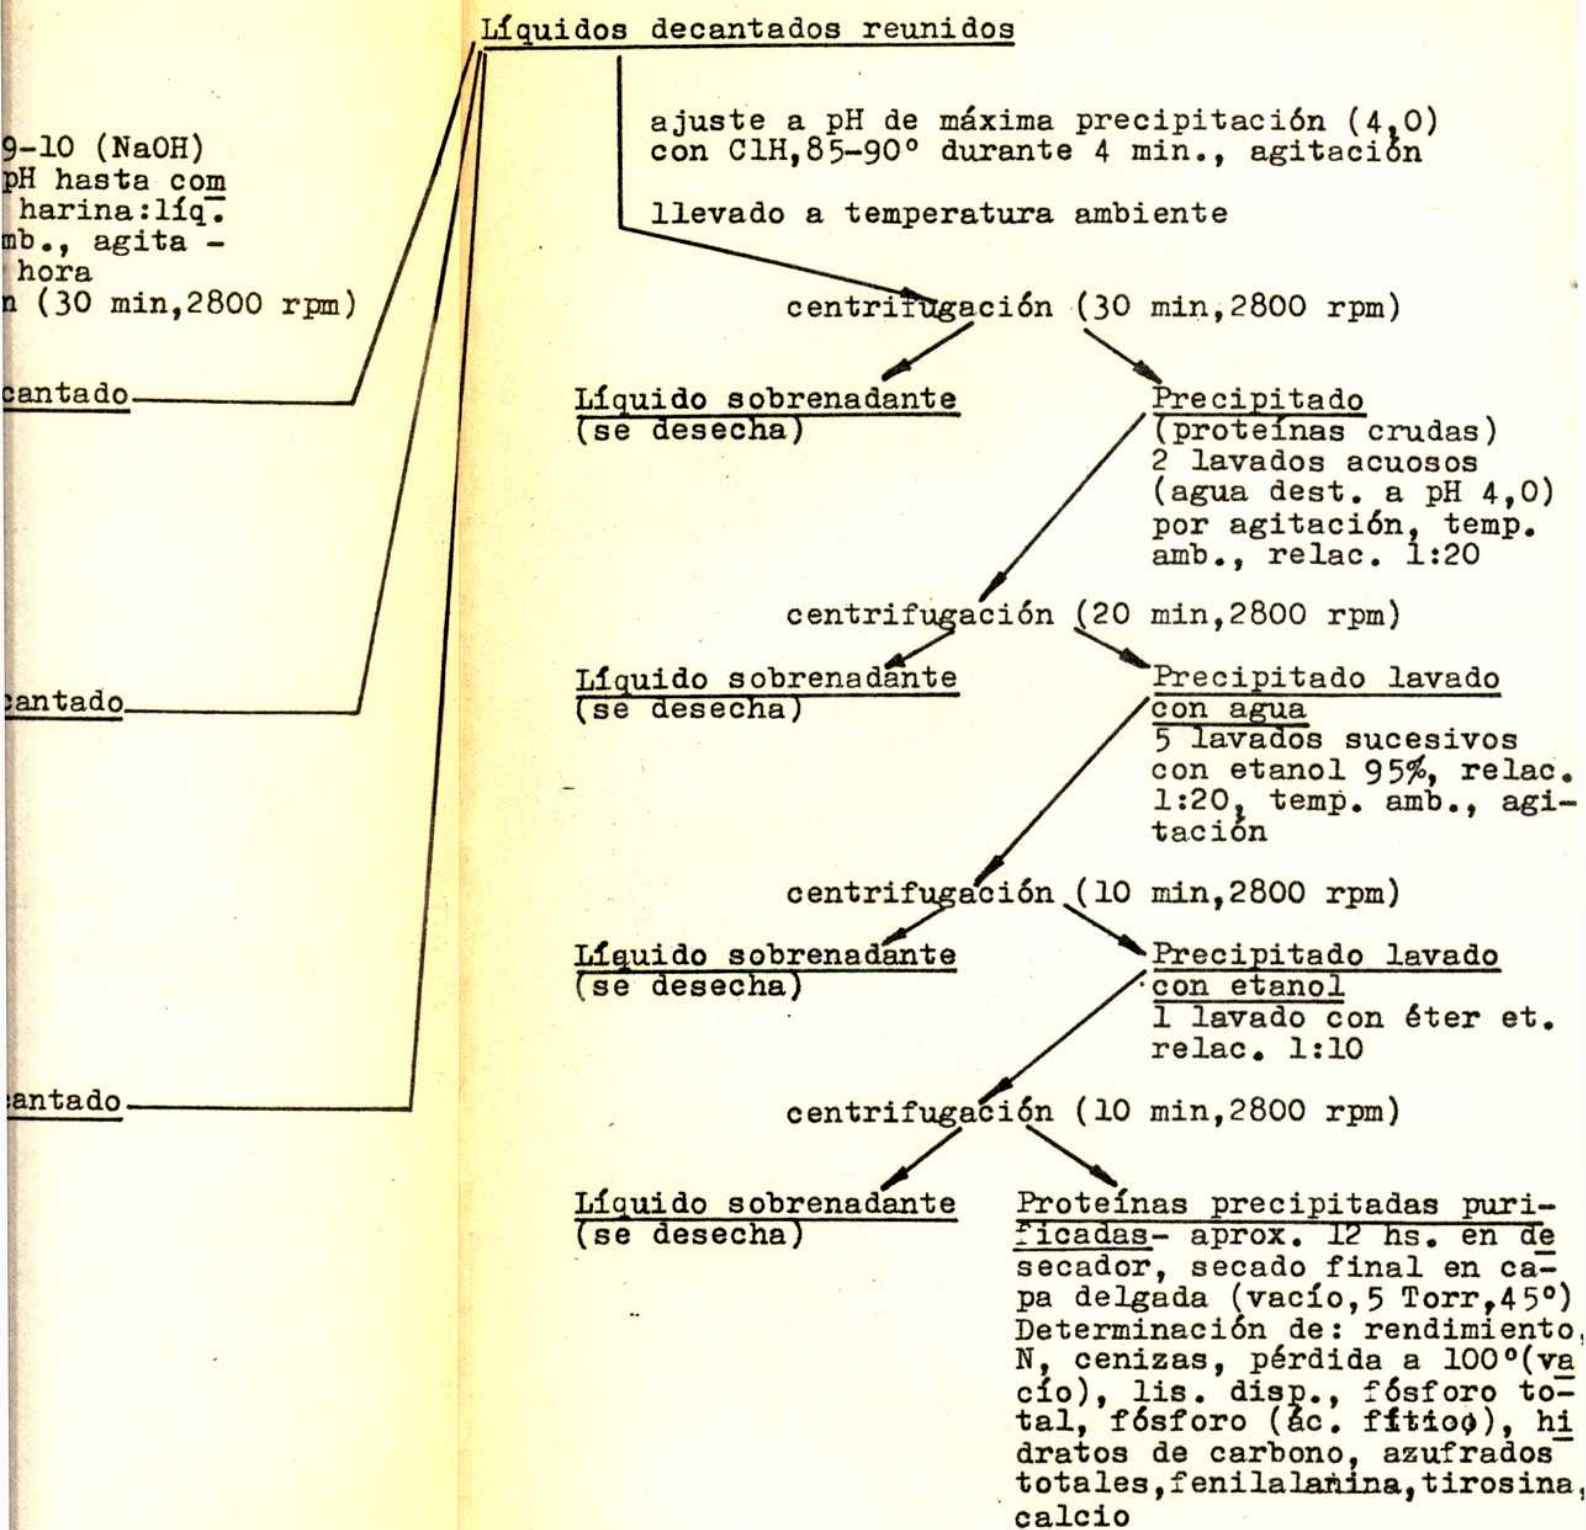 Líquidos decantados reunidos
9-10 (NaOH)
pH hasta com
harina:líq.
mb., agita -
hora
n (30 min,2800 rpm)
cantado
cantado
cantado
ajuste a pH de máxima precipitación (4,0)
con ClH,85-90º durante 4 min., agitación
llevado a temperatura ambiente
centrifugación (30 min,2800 rpm)
Líquido sobrenadante
(se desecha)
Precipitado
(proteínas crudas)
2 lavados acuosos
(agua dest. a pH 4,0)
por agitación, temp.
amb., relac. 1:20
centrifugación (20 min,2800 rpm)
Líquido sobrenadante
(se desecha)
Precipitado lavado
con agua
5 lavados sucesivos
con etanol 95%, relac.
1:20, temp. amb., agi-
tación
centrifugación (10 min,2800 rpm)
Líquido sobrenadante
(se desecha)
Precipitado lavado
con etanol
1 lavado con éter et.
relac. 1:10
centrifugación (10 min,2800 rpm)
Líquido sobrenadante
(se desecha)
Proteínas precipitadas puri-
ficadas- aprox. 12 hs. en de
secador, secado final en ca-
pa delgada (vacío,5 Torr,45º)
Determinación de: rendimiento,
N, cenizas, pérdida a 100º(va
cío), lis. disp., fósforo to-
tal, fósforo (ác. fítico), hi
dratos de carbono, azufrados
totales,fenilalanina,tirosina,
calcio